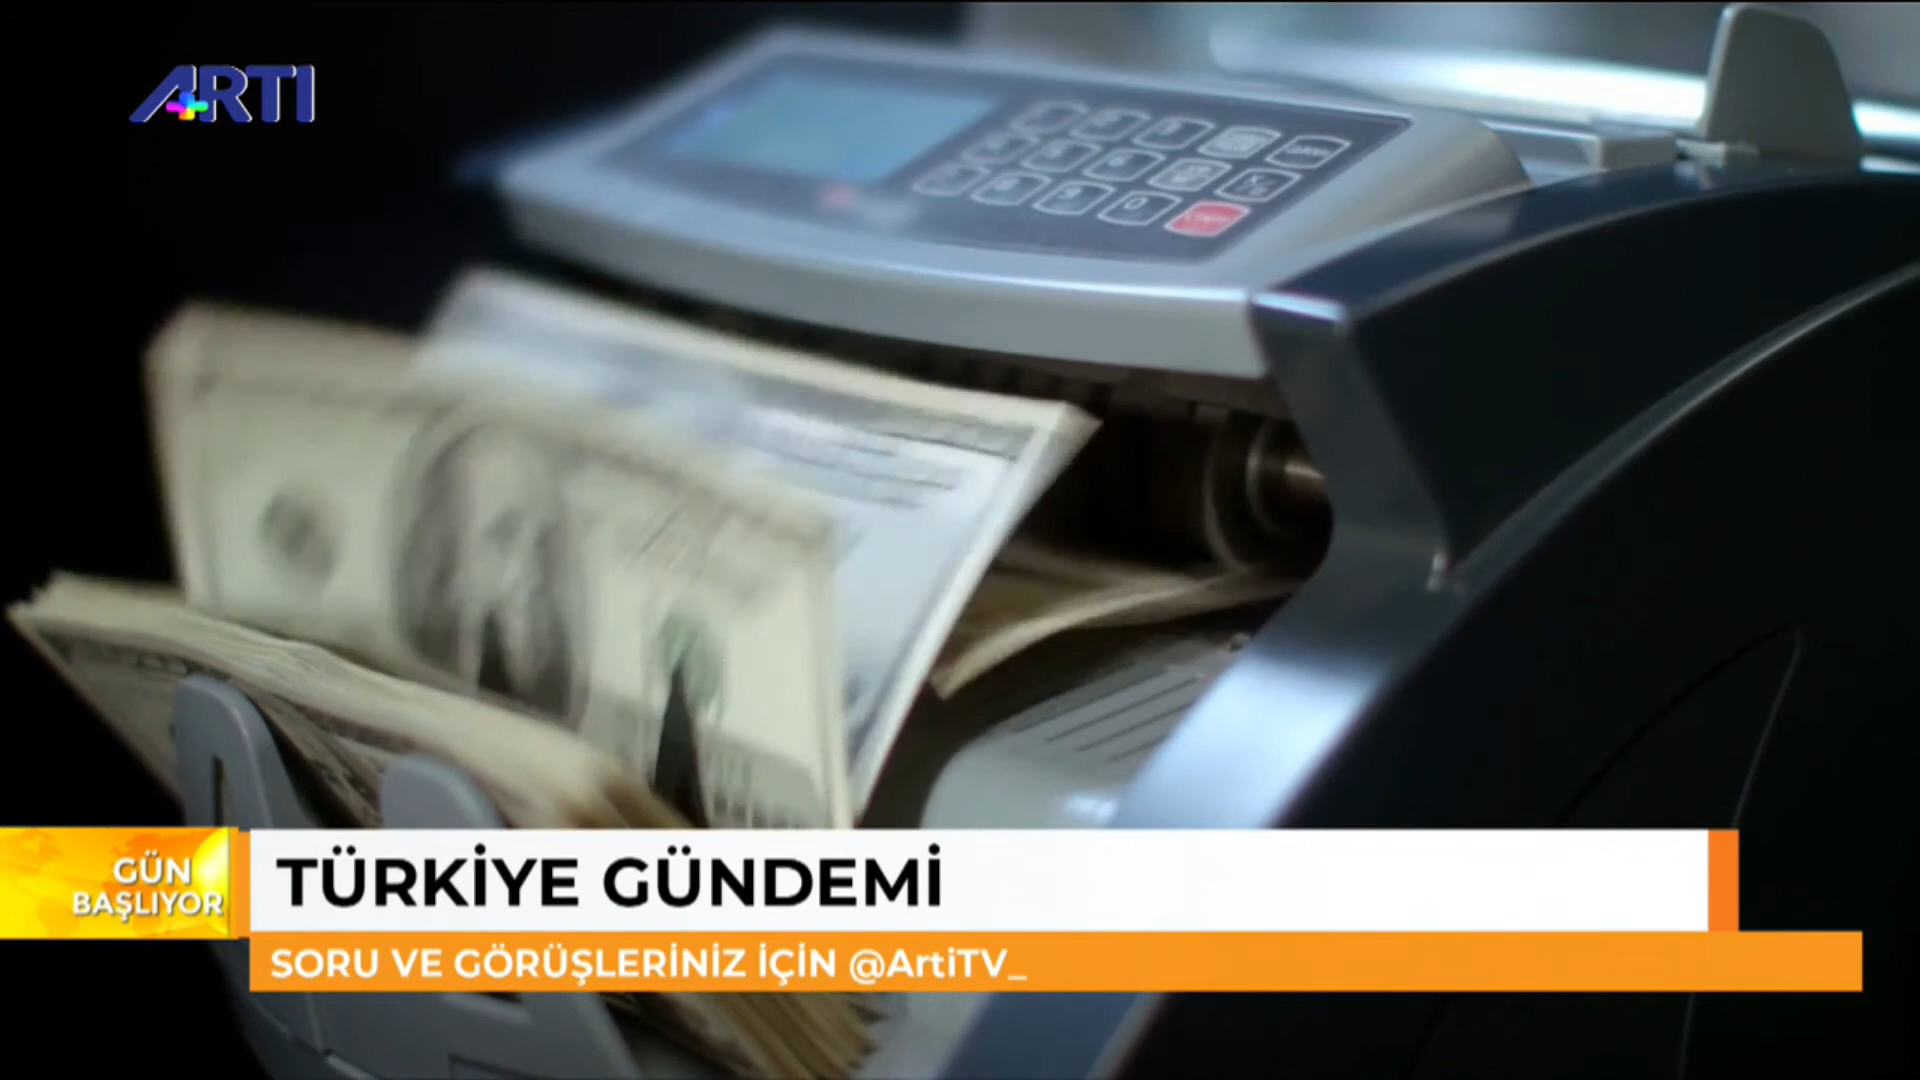 ARTI
GÜN
BAŞLIYOR
TÜRKİYE GÜNDEMİ
SORU VE GÖRÜŞLERİNİZ İÇİN @ArtiTV_